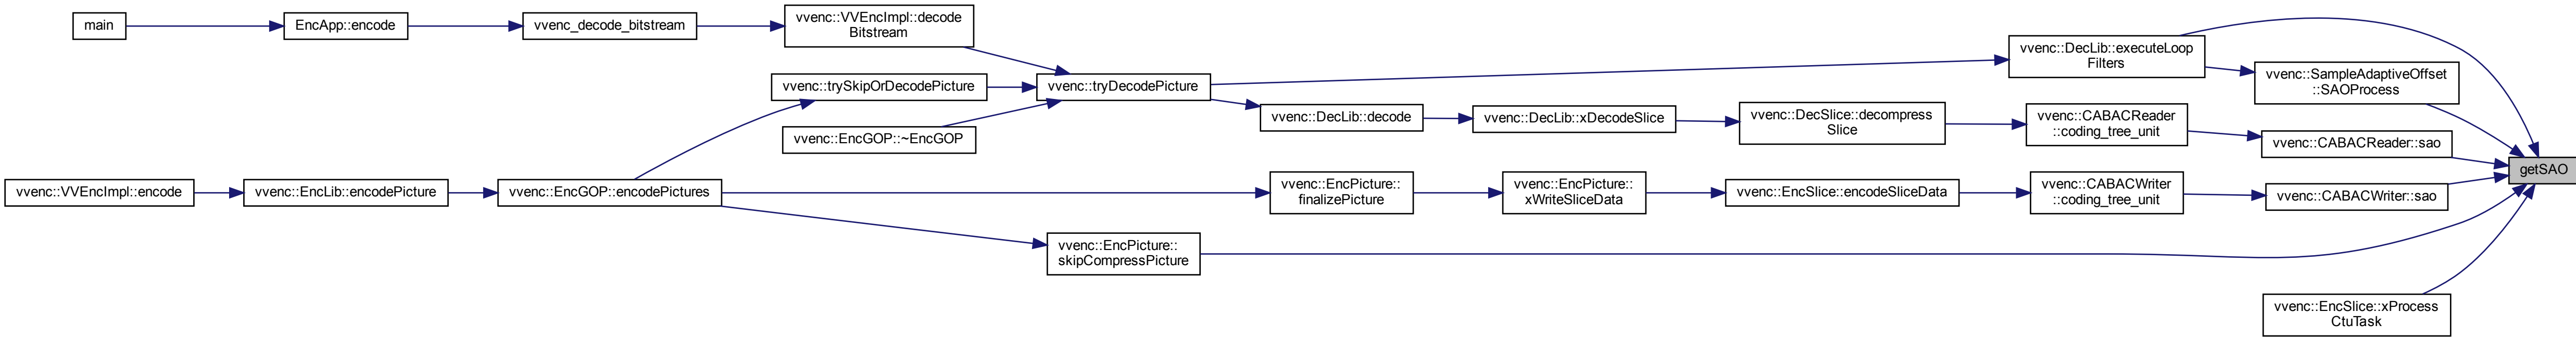 main
EncApp::encode
vvenc_decode_bitstream
vvenc::VVEncImpl::decode
Bitstream
vvenc::trySkipOrDecodePicture
vvenc::EncGOP::~EncGOP
vvenc::tryDecodePicture
vvenc::DecLib::executeLoop
Filters
vvenc::SampleAdaptiveOffset
::SAOProcess
vvenc::DecLib::decode
vvenc::DecLib::xDecodeSlice
vvenc::DecSlice::decompress
Slice
vvenc::CABACReader
::coding_tree_unit
vvenc::CABACReader::sao
getSAO
vvenc::VVEncImpl::encode
vvenc::EncLib::encodePicture
vvenc::EncGOP::encodePictures
vvenc::EncPicture::
finalizePicture
vvenc::EncPicture::
xWriteSliceData
vvenc::EncSlice::encodeSliceData
vvenc::CABACWriter
::coding_tree_unit
vvenc::CABACWriter::sao
vvenc::EncPicture::
skipCompressPicture
vvenc::EncSlice::xProcess
CtuTask